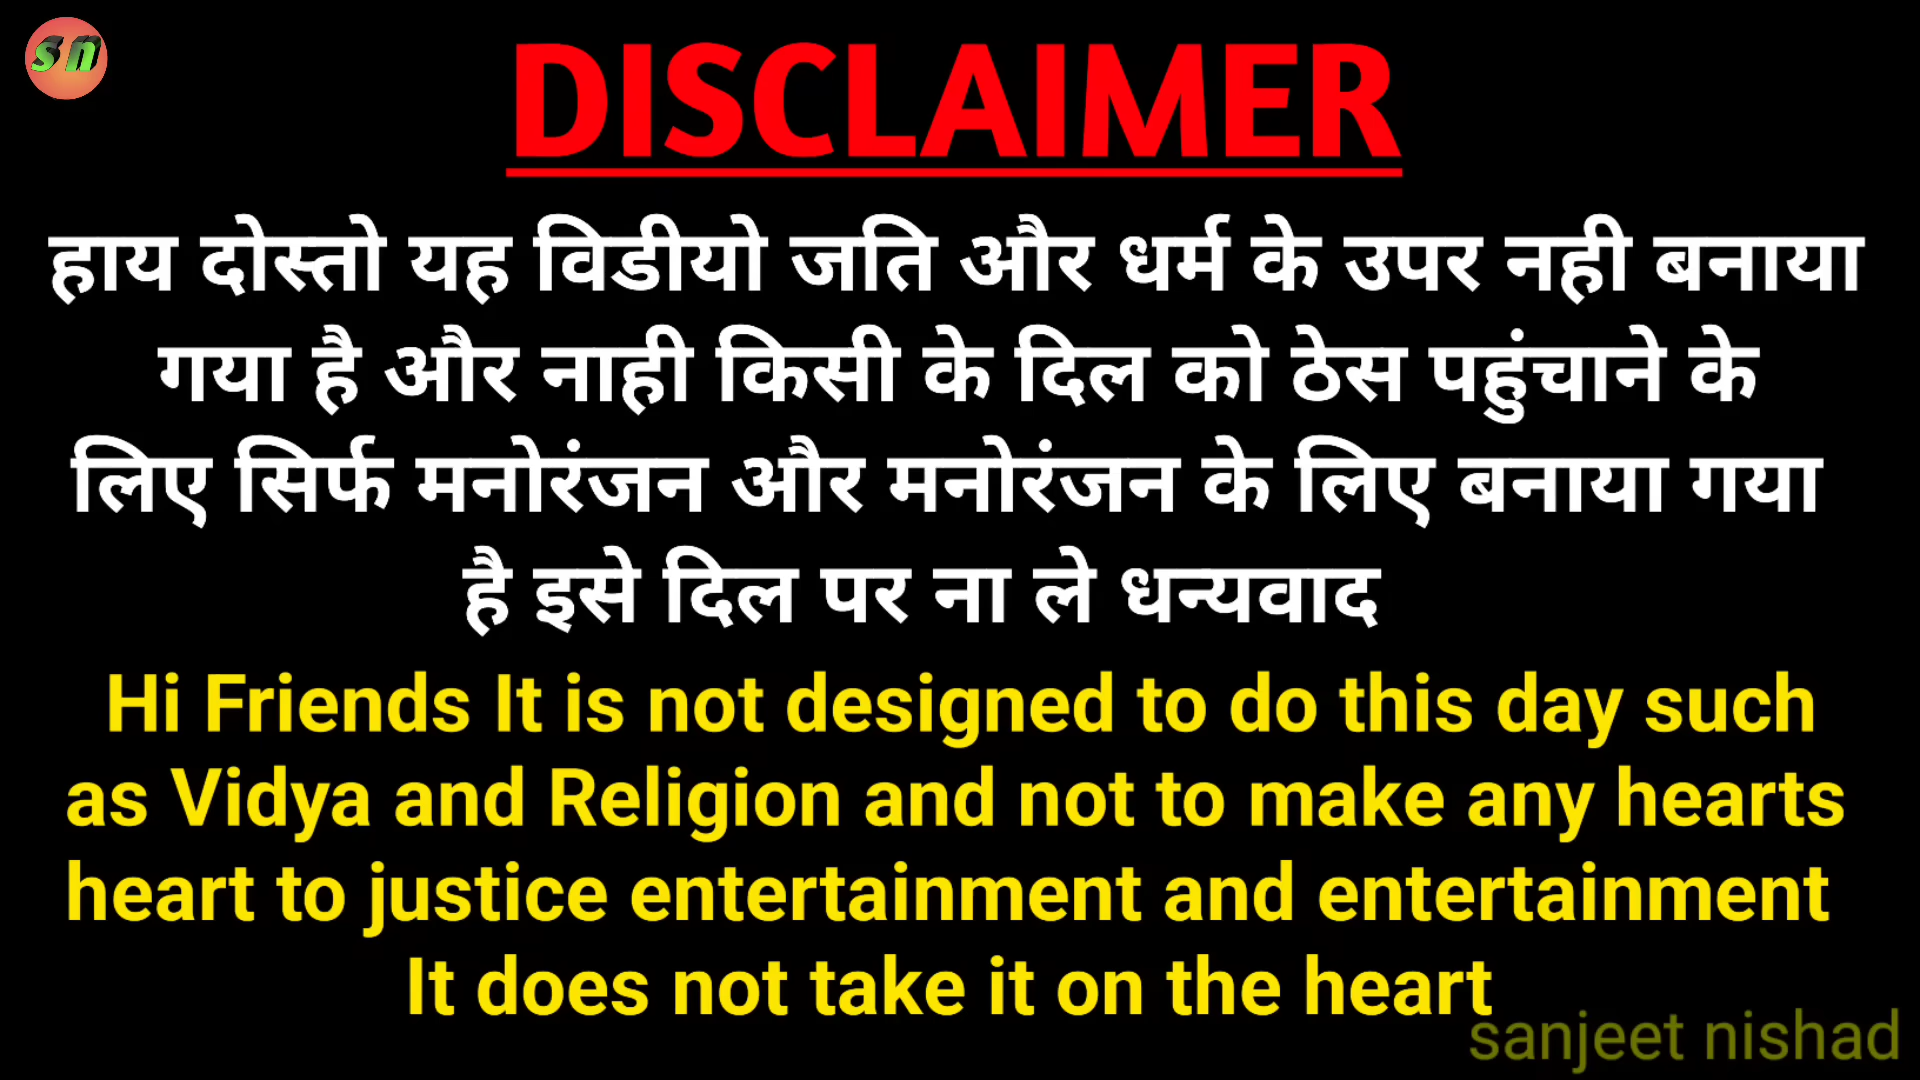 SN
DISCLAIMER
हाय दोस्तो यह विडीयो जति और धर्म के उपर नही बनाया
गया है और नाही किसी के दिल को ठेस पहुंचाने के
लिए सिर्फ मनोरंजन और मनोरंजन के लिए बनाया गया
है इसे दिल पर ना ले धन्यवाद
Hi Friends It is not designed to do this day such
as Vidya and Religion and not to make any hearts
heart to justice entertainment and entertainment
It does not take it on the heart
sanjeet nishad